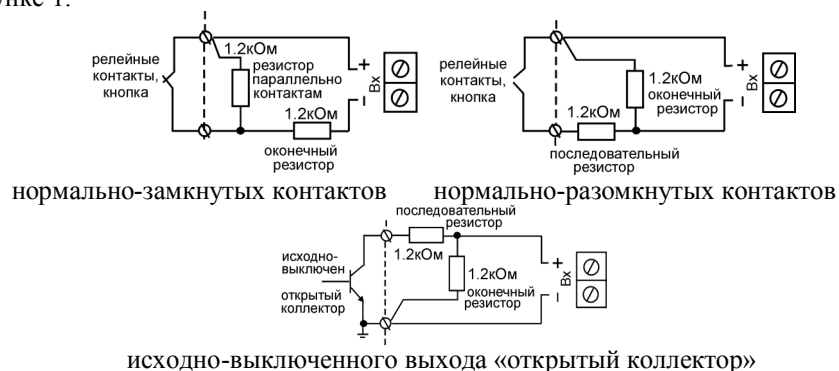 унке 1.
релейные
контакты,
кнопка
1.2кОм
резистор
параллельно
контактам
1.2кОм
оконечный
резистор
+
–
Вх
нормально-замкнутых контактов
релейные
контакты,
кнопка
1.2кОм
оконечный
резистор
1.2кОм
последовательный
резистор
+
–
Вх
нормально-разомкнутых контактов
последовательный
резистор
1.2кОм
исходно-
выключен
открытый
коллектор
1.2кОм
оконечный
резистор
+
–
Вх
исходно-выключенного выхода «открытый коллектор»